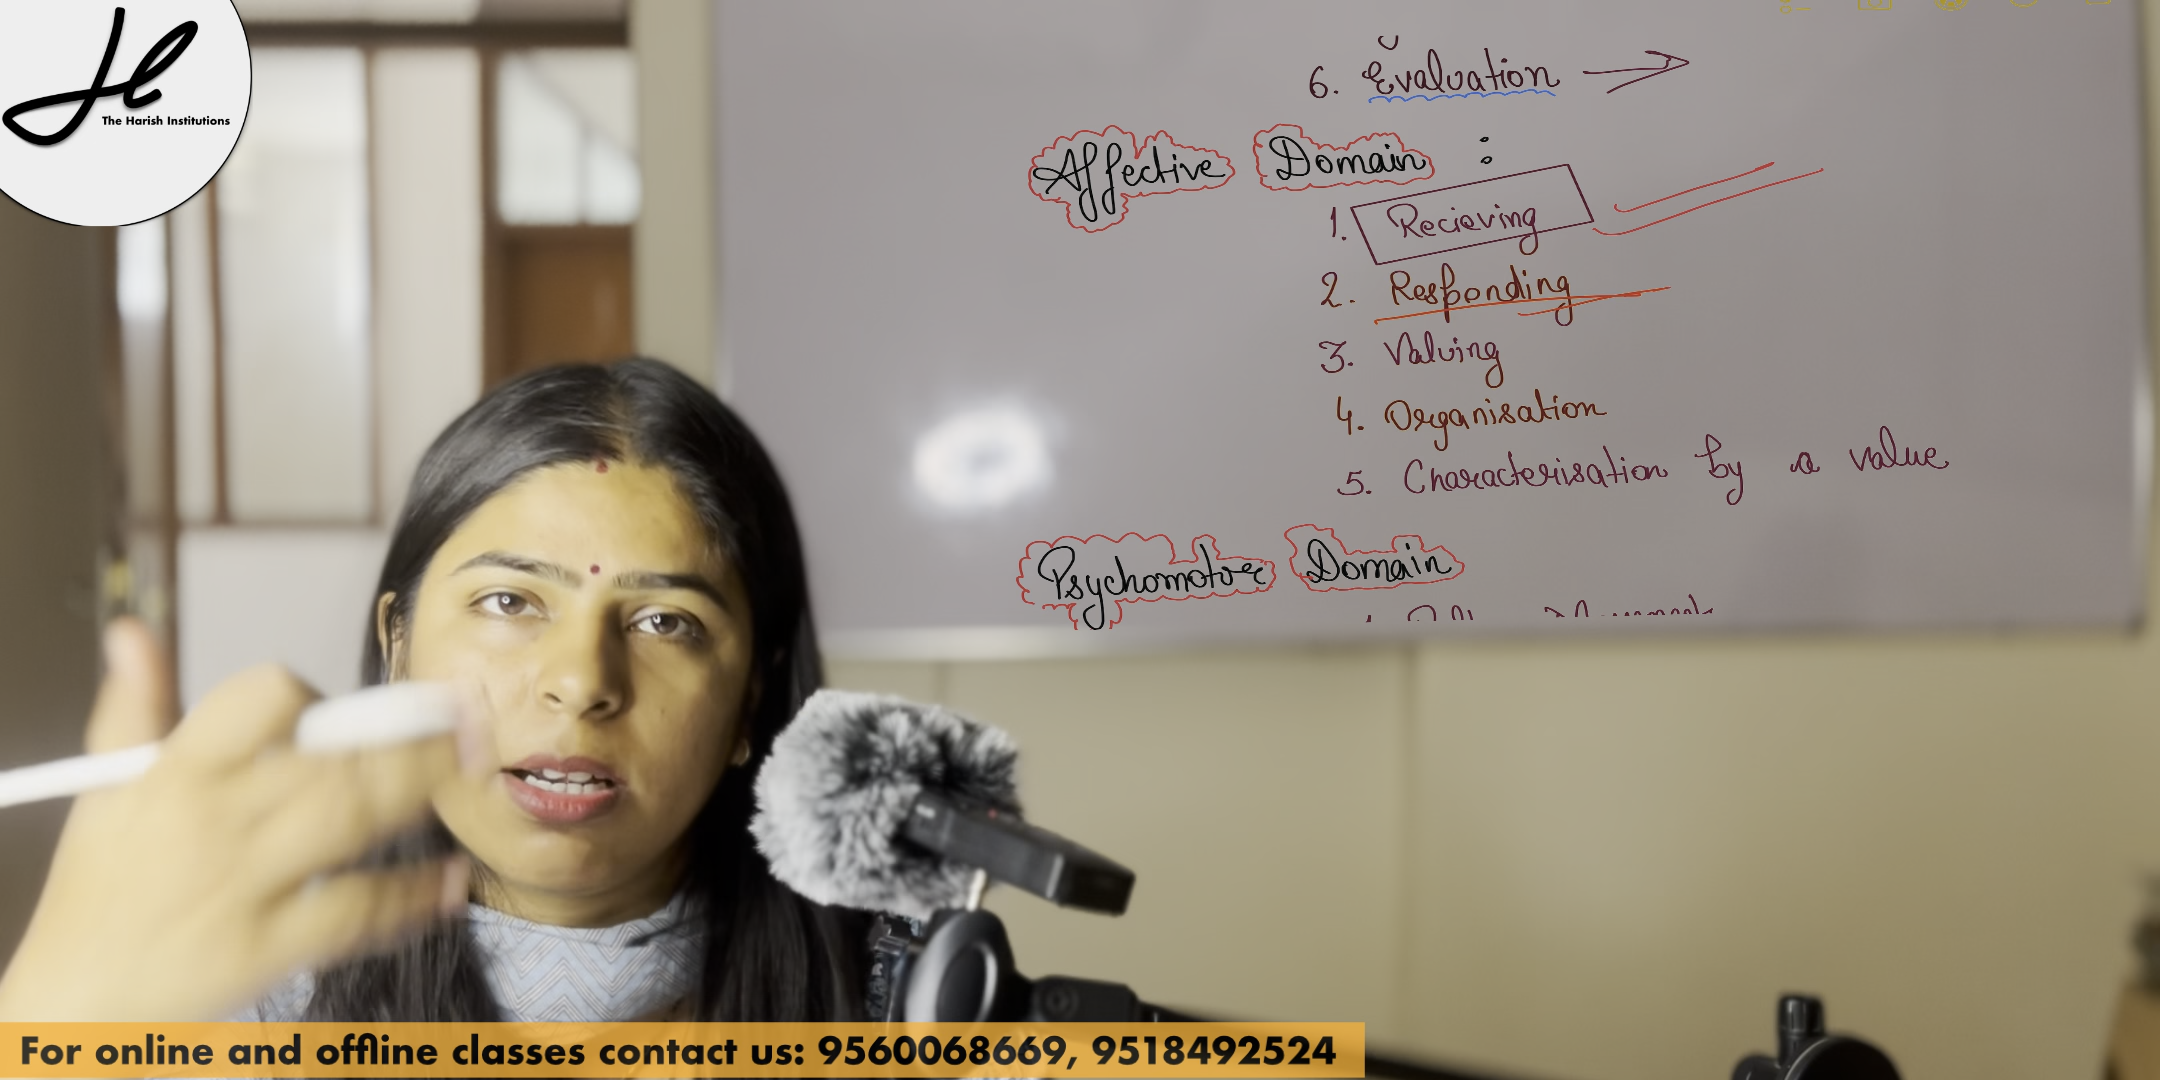 The Harish Institutions
6. Evaluation →
Affective Domain :
1. Recieving
2. Responding
3. Valuing
4. Organisation
5. Characterisation by a value
Psychomotor Domain
For online and offline classes contact us: 9560068669, 9518492524